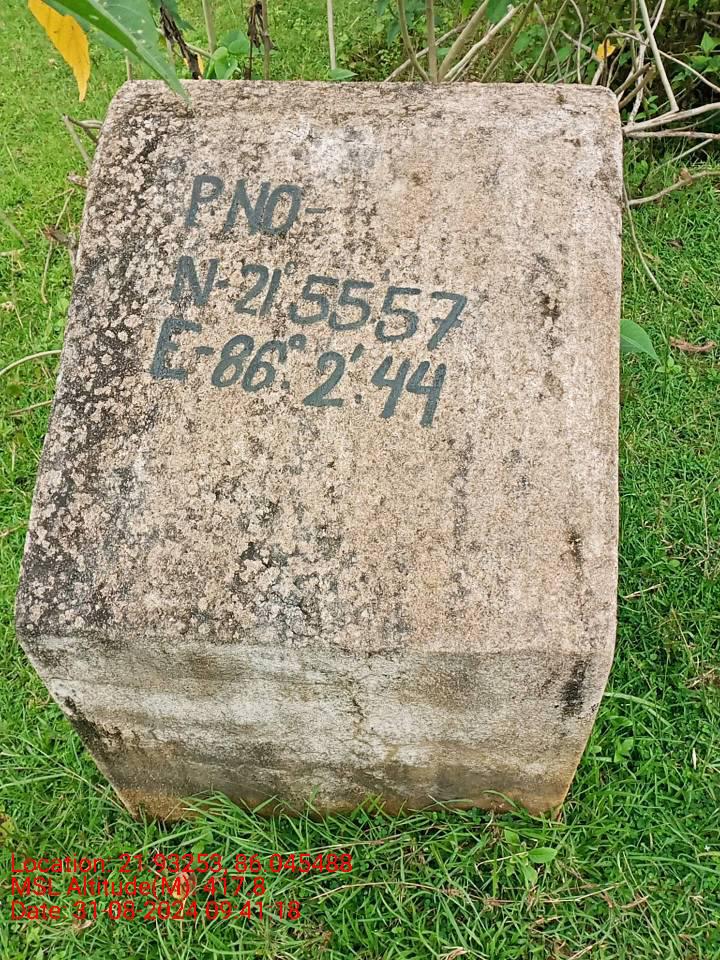 P.NO-
N-21°55'57
E-86°.2'.44
Location: 21.93253, 86.045488
MSL Altitude(M): 417.8
Date: 31-08-2024 09:41:18